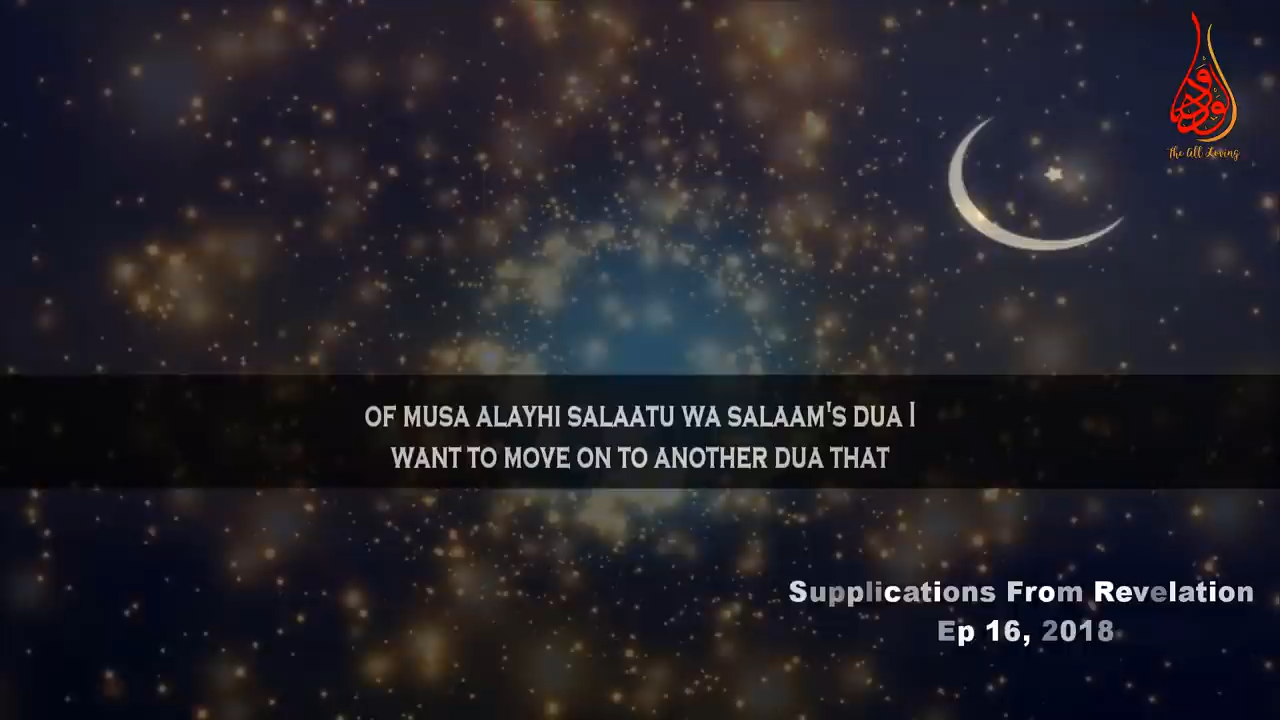 ودود
The All Loving
OF MUSA ALAYHI SALAATU WA SALAAM'S DUA I
WANT TO MOVE ON TO ANOTHER DUA THAT
Supplications From Revelation
Ep 16, 2018